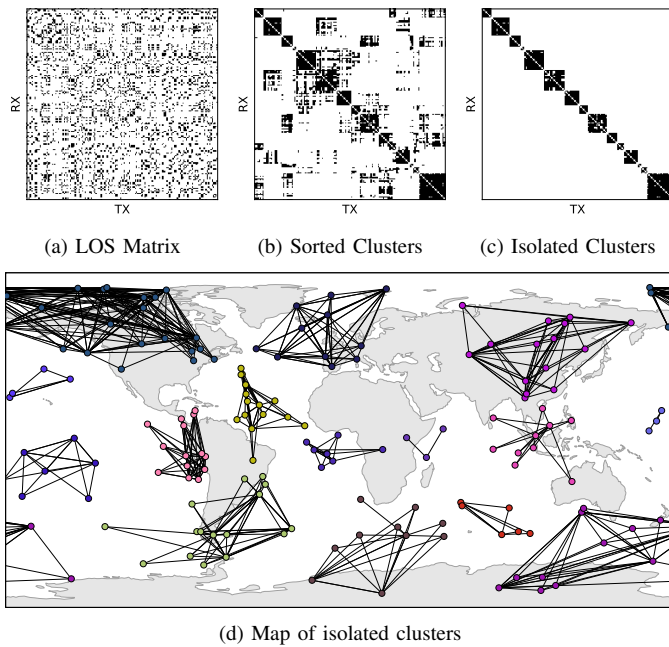 RX
TX
(a) LOS Matrix
RX
TX
(b) Sorted Clusters
RX
TX
(c) Isolated Clusters
(d) Map of isolated clusters